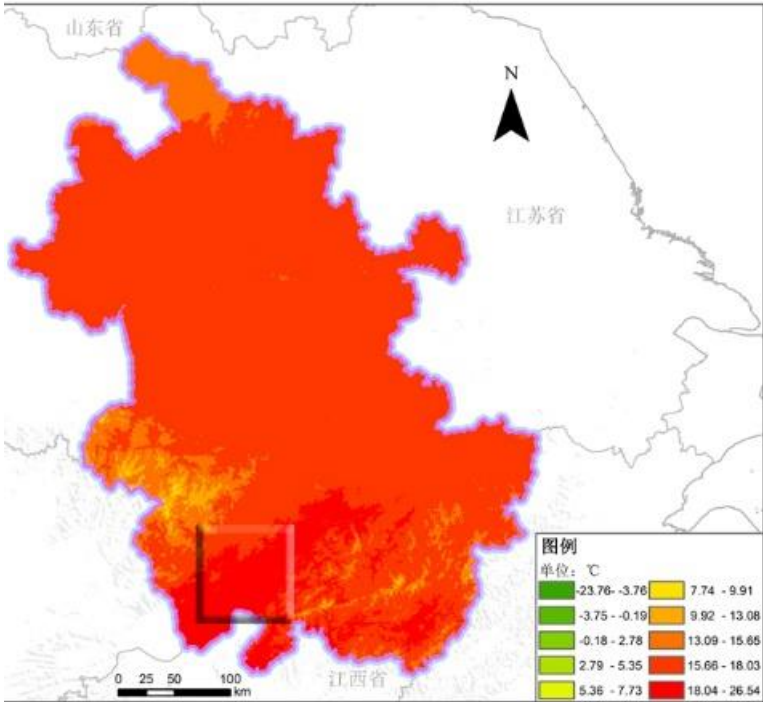 山东省
N
江苏省
图例
单位：℃
-23.76- -3.76
7.74 - 9.91
-3.75 - -0.19
9.92 - 13.08
-0.18 - 2.78
13.09 - 15.65
2.79 - 5.35
15.66 - 18.03
5.36 - 7.73
18.04 - 26.54
江西省
0 25 50 100
km